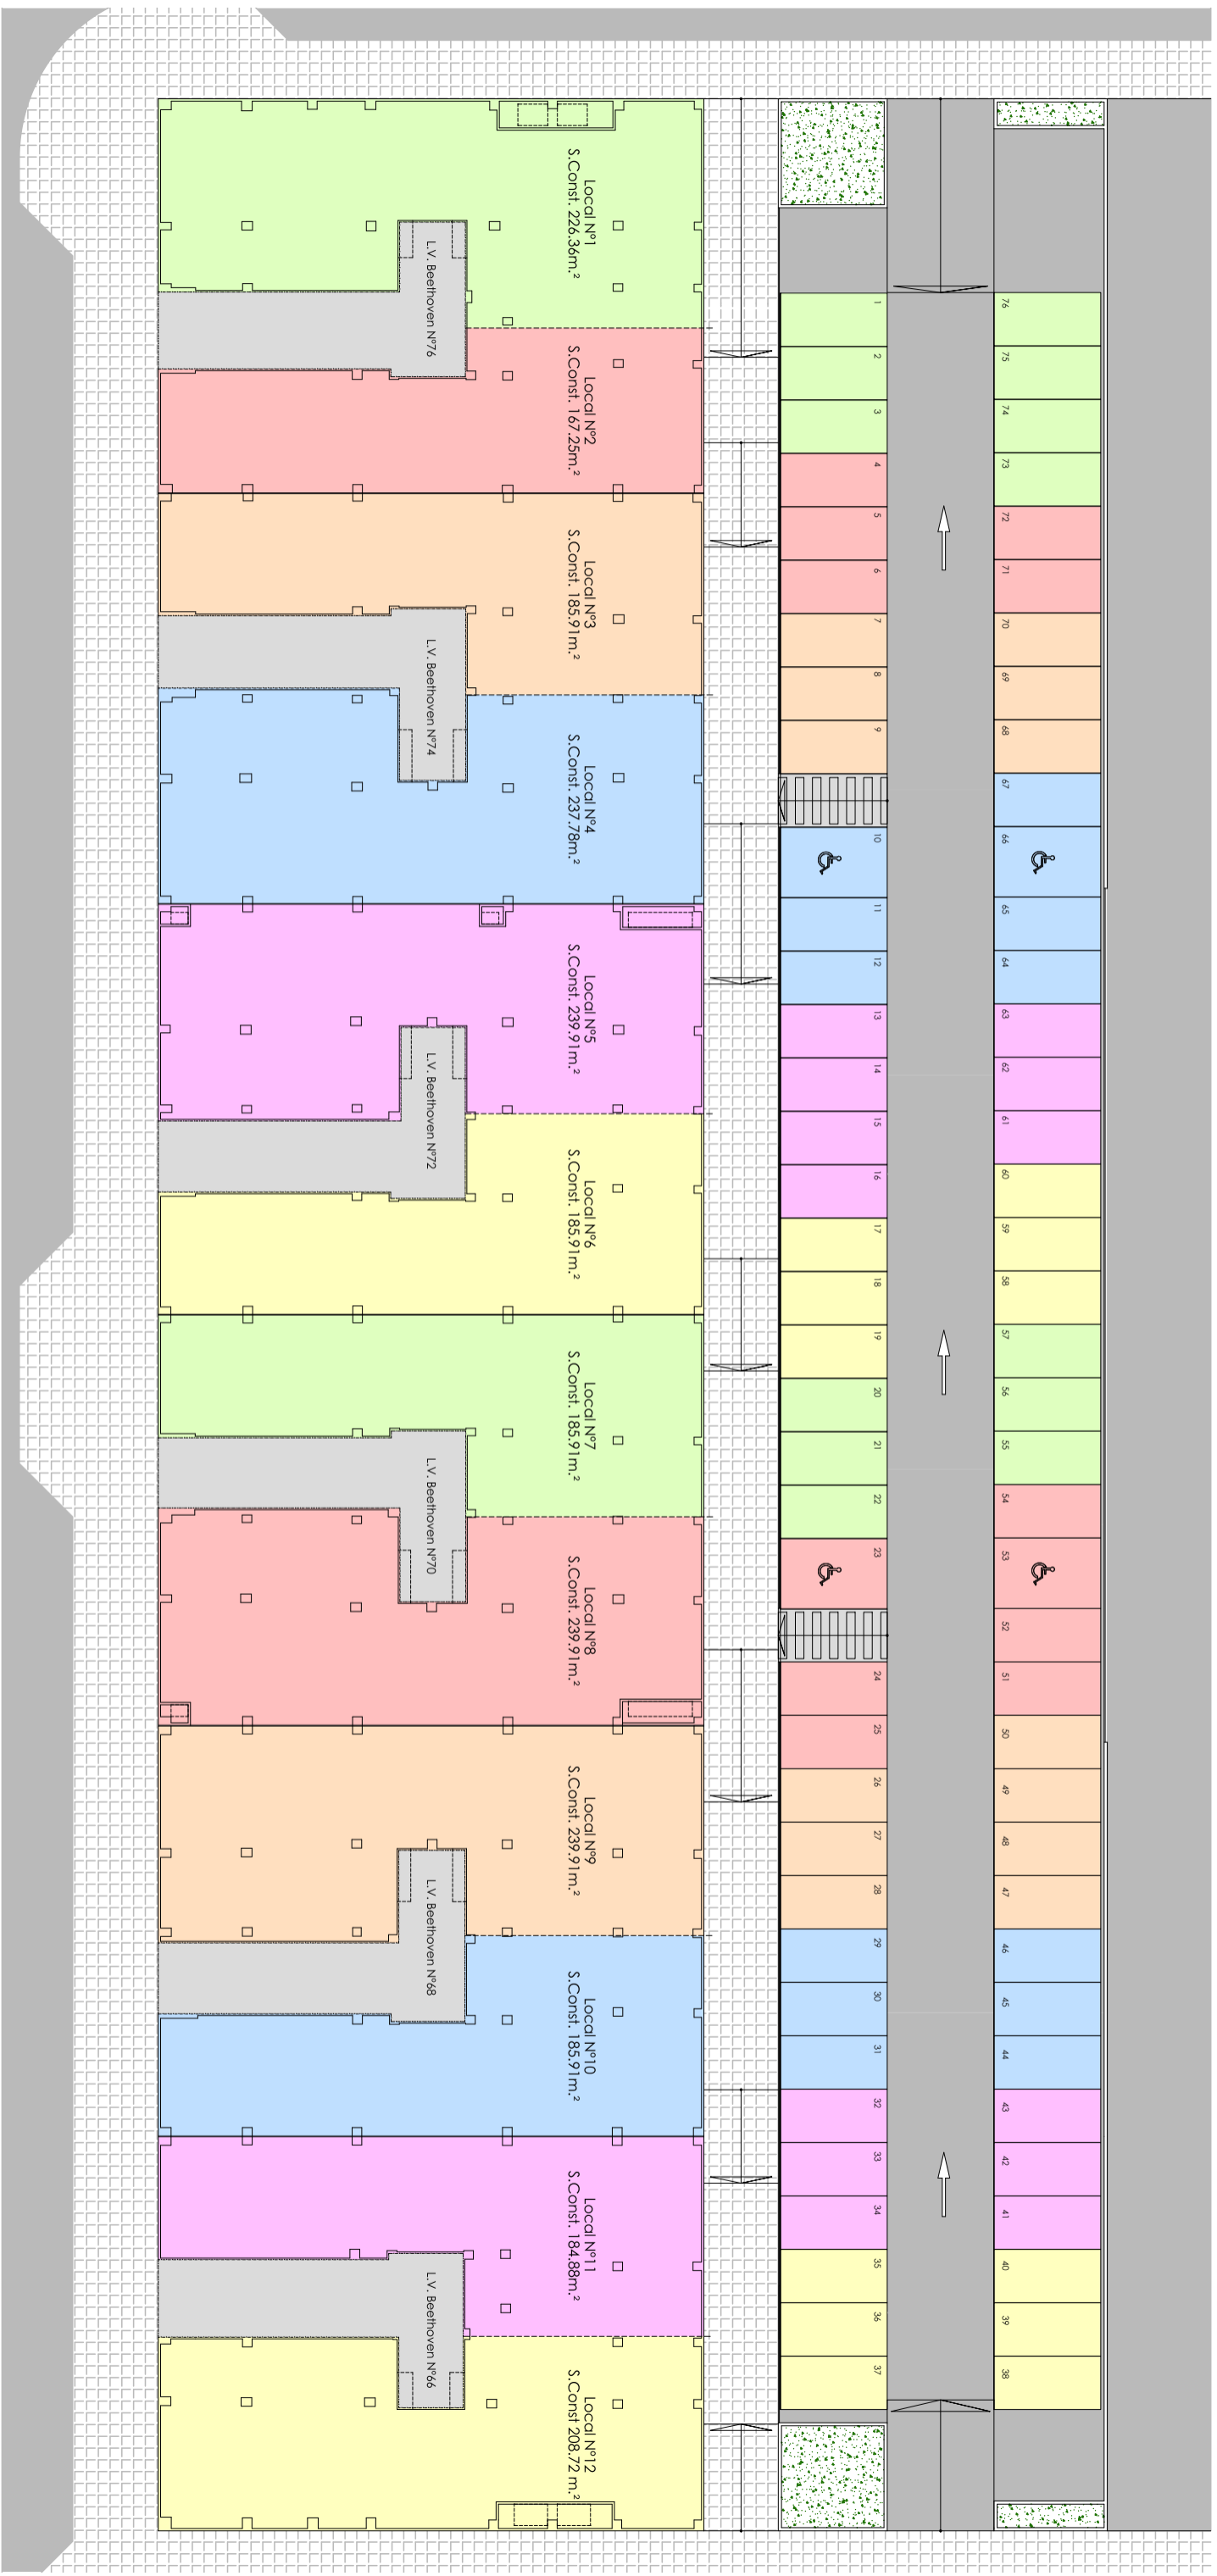 Local Nº1
S.Const. 226.36m.²
L.V. Beethoven Nº76
Local Nº2
S.Const. 167.25m.²
Local Nº3
S.Const. 185.91m.²
L.V. Beethoven Nº74
Local Nº4
S.Const. 237.78m.²
Local Nº5
S.Const. 239.91m.²
L.V. Beethoven Nº72
Local Nº6
S.Const. 185.91m.²
Local Nº7
S.Const. 185.91m.²
L.V. Beethoven Nº70
Local Nº8
S.Const. 239.91m.²
Local Nº9
S.Const. 239.91m.²
L.V. Beethoven Nº68
Local Nº10
S.Const. 185.91m.²
Local Nº11
S.Const. 184.88m.²
L.V. Beethoven Nº66
Local Nº12
S.Const 208.72 m.²
1
2
3
4
5
6
7
8
9
10
11
12
13
14
15
16
17
18
19
20
21
22
23
24
25
26
27
28
29
30
31
32
33
34
35
36
37
76
75
74
73
72
71
70
69
68
67
66
65
64
63
62
61
60
59
58
57
56
55
54
53
52
51
50
49
48
47
46
45
44
43
42
41
40
39
38